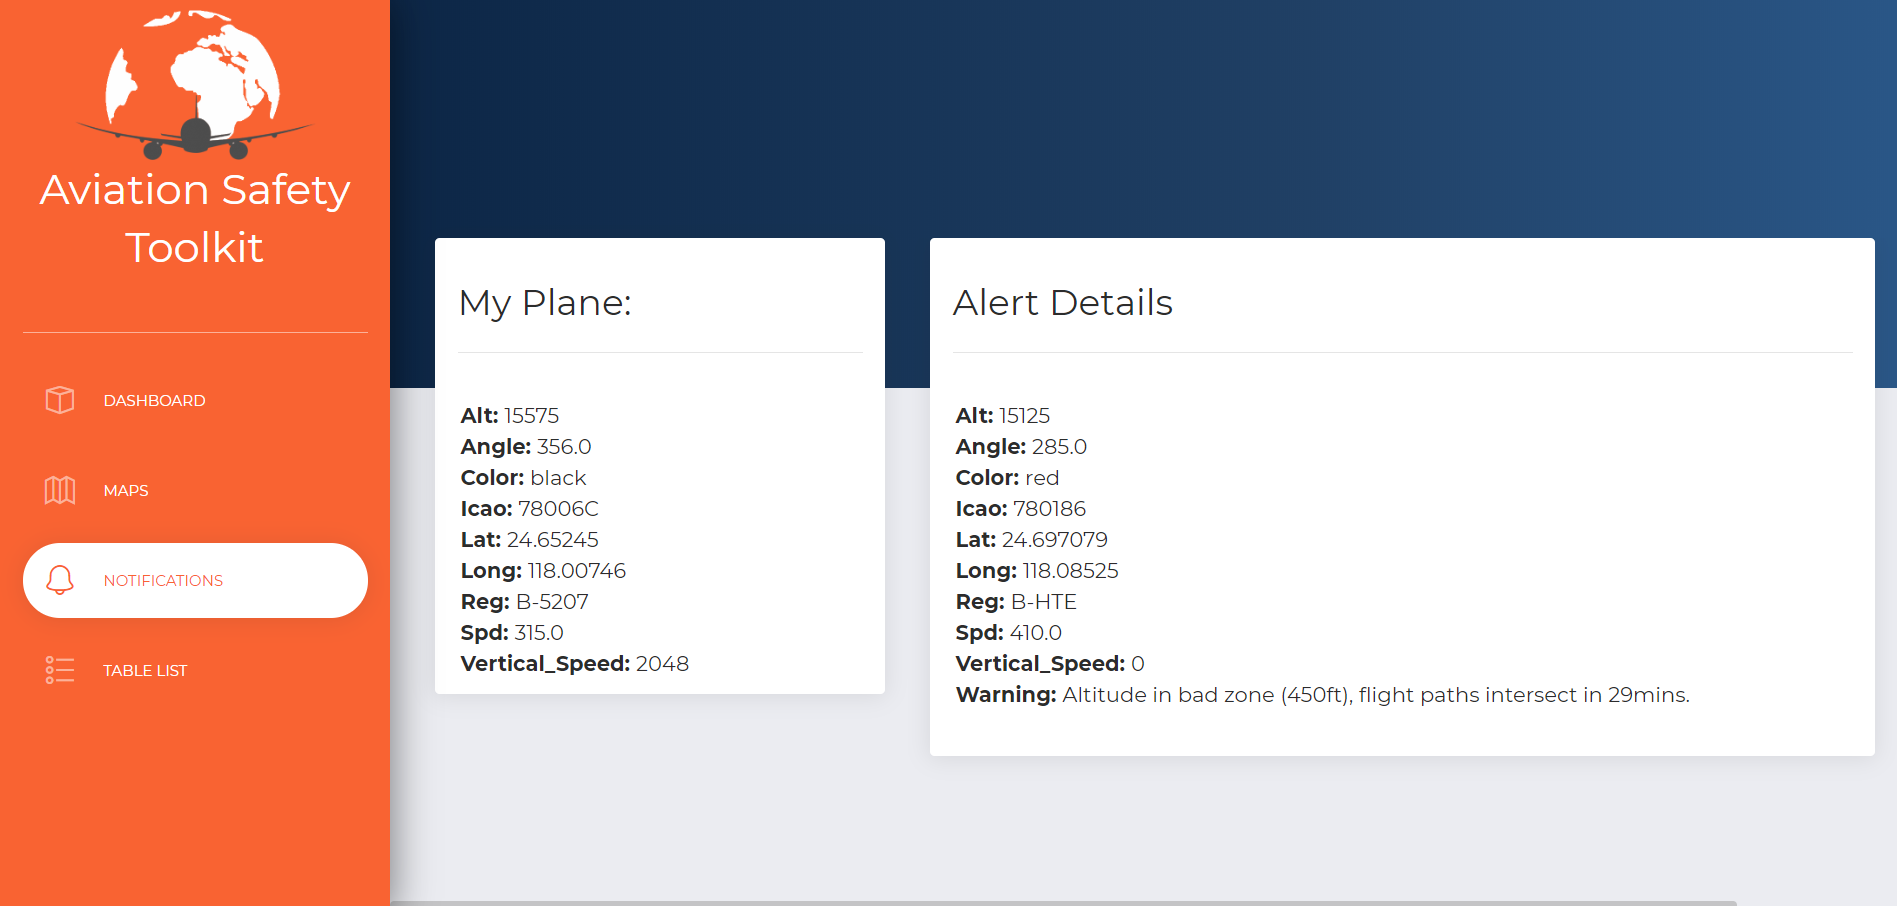 Aviation Safety
Toolkit
DASHBOARD
MAPS
NOTIFICATIONS
TABLE LIST
My Plane:
Alt: 15575
Angle: 356.0
Color: black
Icao: 78006C
Lat: 24.65245
Long: 118.00746
Reg: B-5207
Spd: 315.0
Vertical_Speed: 2048
Alert Details
Alt: 15125
Angle: 285.0
Color: red
Icao: 780186
Lat: 24.697079
Long: 118.08525
Reg: B-HTE
Spd: 410.0
Vertical_Speed: 0
Warning: Altitude in bad zone (450ft), flight paths intersect in 29mins.